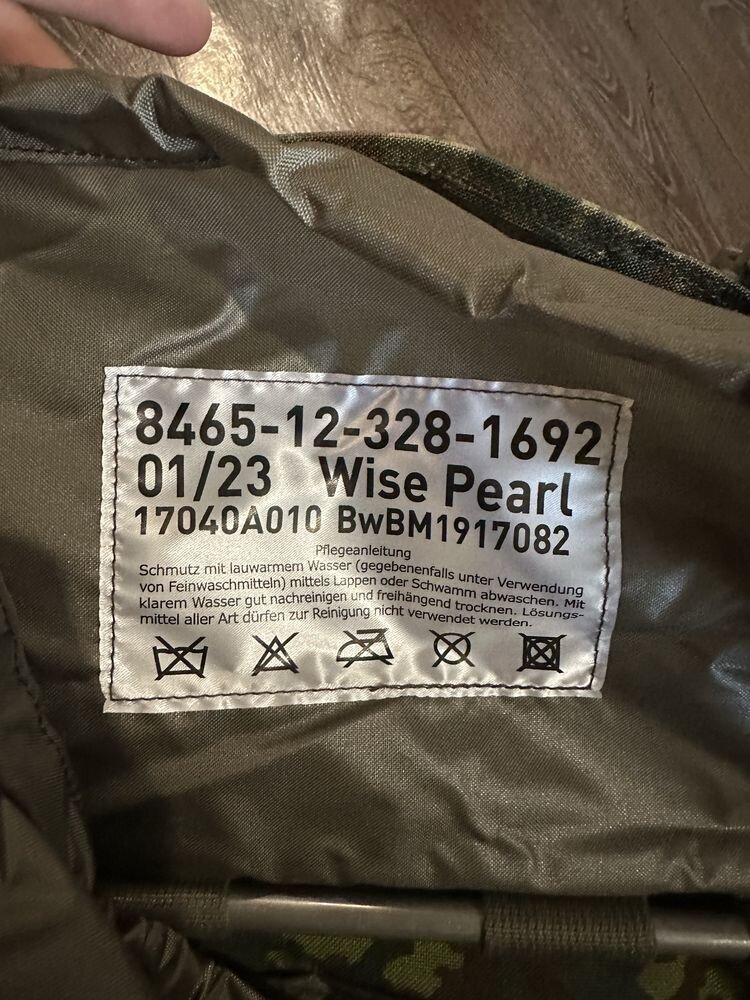 8465-12-328-1692
01/23 Wise Pearl
17040A010 BwBM1917082
Pflegeanleitung
Schmutz mit lauwarmem Wasser (gegebenenfalls unter Verwendung
von Feinwaschmitteln) mittels Lappen oder Schwamm abwaschen. Mit
klarem Wasser gut nachreinigen und freihängend trocknen. Lösungs-
mittel aller Art dürfen zur Reinigung nicht verwendet werden.